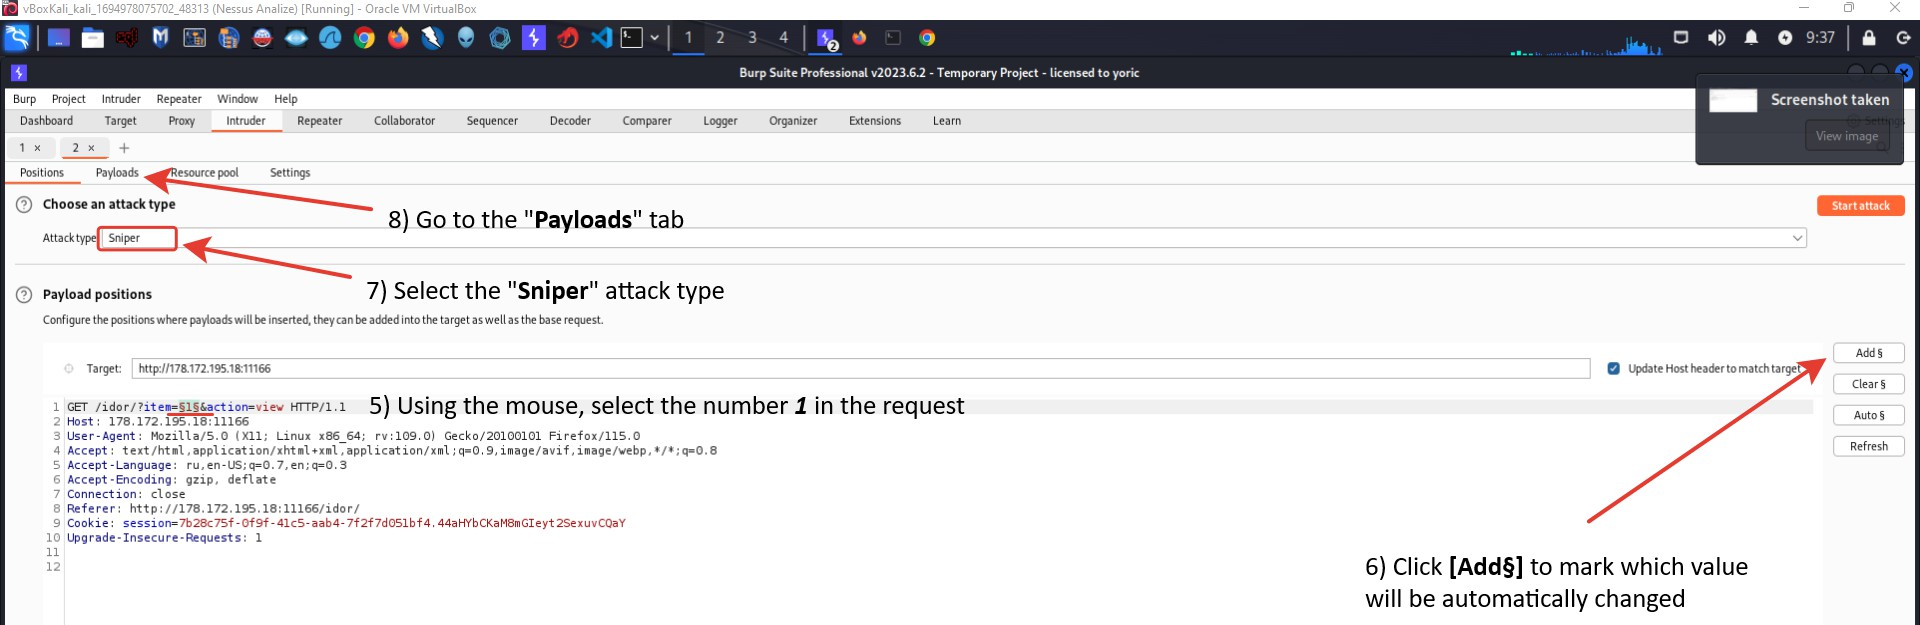 vBoxKali_kali_1694978075702_48313 (Nessus Analize) [Running] - Oracle VM VirtualBox
1 2 3 4 2 9:37
Burp Suite Professional v2023.6.2 - Temporary Project - licensed to yoric
Burp Project Intruder Repeater Window Help
Screenshot taken
Dashboard Target Proxy Intruder Repeater Collaborator Sequencer Decoder Comparer Logger Organizer Extensions Learn Settings
View image
1 × 2 × +
Positions Payloads Resource pool Settings
Choose an attack type
Start attack
8) Go to the "Payloads" tab
Attack type Sniper
7) Select the "Sniper" attack type
Payload positions
Configure the positions where payloads will be inserted, they can be added into the target as well as the base request.
Add §
Target: http://178.172.195.18:11166
Update Host header to match target
Clear §
Auto §
Refresh
1 GET /idor/?item=§1§&action=view HTTP/1.1
5) Using the mouse, select the number 1 in the request
2 Host: 178.172.195.18:11166
3 User-Agent: Mozilla/5.0 (X11; Linux x86_64; rv:109.0) Gecko/20100101 Firefox/115.0
4 Accept: text/html,application/xhtml+xml,application/xml;q=0.9,image/avif,image/webp,*/*;q=0.8
5 Accept-Language: ru,en-US;q=0.7,en;q=0.3
6 Accept-Encoding: gzip, deflate
7 Connection: close
8 Referer: http://178.172.195.18:11166/idor/
9 Cookie: session=7b28c75f-0f9f-41c5-aab4-7f2f7d051bf4.44aHYbCKaM8mGIeyt2SexuvCQaY
10 Upgrade-Insecure-Requests: 1
11
12
6) Click [Add§] to mark which value
will be automatically changed